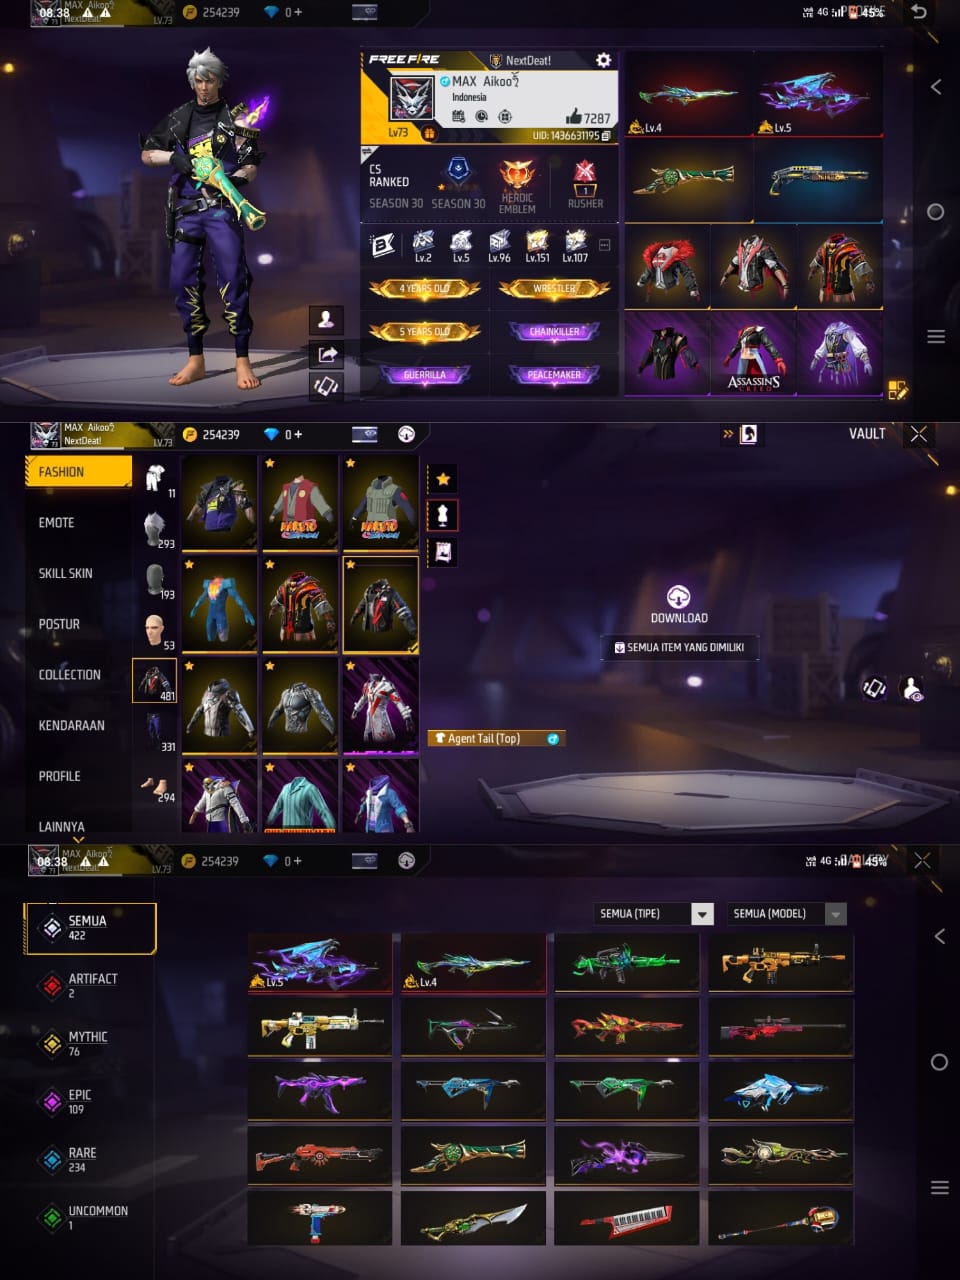 MAX Aikoo
NextDeat!
08.38
LV.73
254239
0+
4G
45%
FREE FIRE
NextDeat!
MAX Aikoo
Indonesia
7287
Lv73
UID: 1436631195
CS
RANKED
SEASON 30
SEASON 30
HEROIC
EMBLEM
1
RUSHER
Lv.2
Lv.5
Lv.96
Lv.151
Lv.107
4 YEARS OLD
WRESTLER
5 YEARS OLD
CHAINKILLER
GUERRILLA
PEACEMAKER
Lv.4
Lv.5
ASSASSIN'S
CREED
MAX Aikoo
NextDeat!
LV.73
254239
0+
VAULT
FASHION
EMOTE
SKILL SKIN
POSTUR
COLLECTION
KENDARAAN
PROFILE
LAINNYA
11
293
193
53
481
331
294
NARUTO
NARUTO
Agent Tail (Top)
DOWNLOAD
SEMUA ITEM YANG DIMILIKI
MAX Aikoo
NextDeat!
08.38
LV.73
254239
0+
4G
45%
SEMUA
422
ARTIFACT
2
MYTHIC
76
EPIC
109
RARE
234
UNCOMMON
1
SEMUA (TIPE)
SEMUA (MODEL)
Lv.5
Lv.4